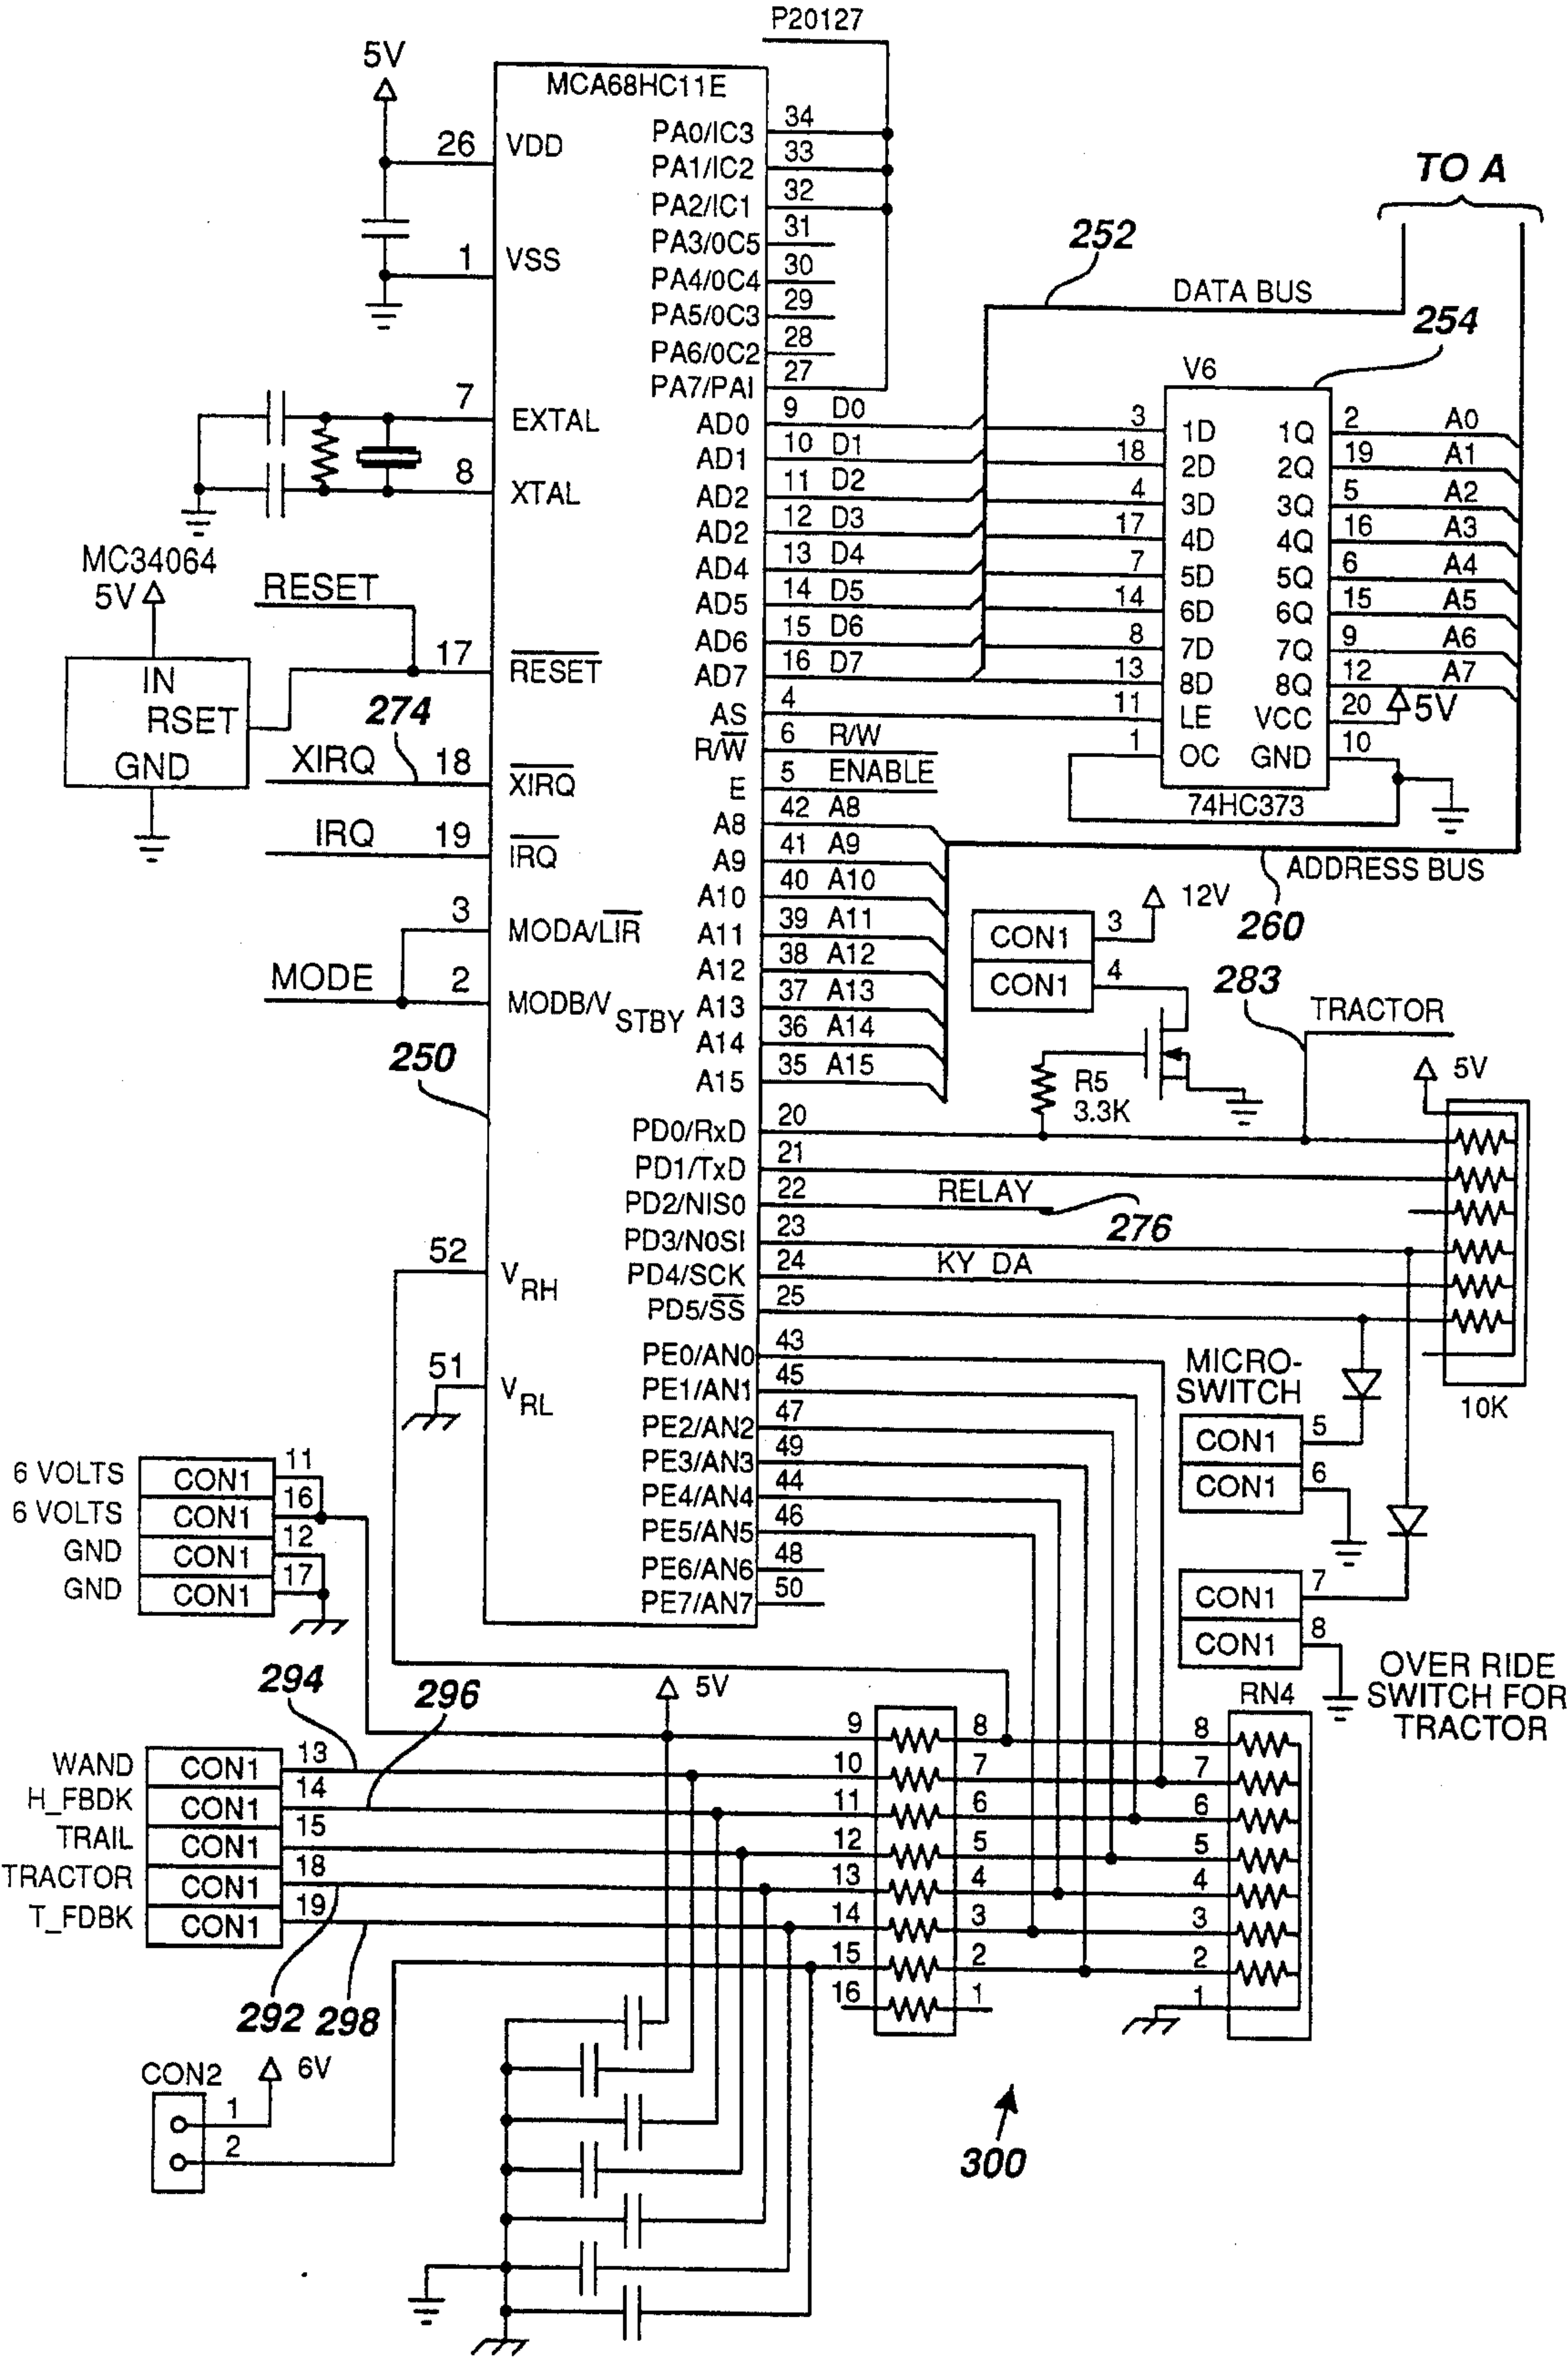 P20127
5V
MCA68HC11E
26 VDD
1 VSS
PA0/IC3 34
PA1/IC2 33
PA2/IC1 32
PA3/0C5 31
PA4/0C4 30
PA5/0C3 29
PA6/0C2 28
PA7/PAI 27
TO A
252
DATA BUS
254
V6
7 EXTAL
8 XTAL
AD0 9 D0
AD1 10 D1
AD2 11 D2
AD2 12 D3
AD4 13 D4
AD5 14 D5
AD6 15 D6
AD7 16 D7
AS 4
R/W 6 R/W
E 5 ENABLE
3 1D 1Q 2 A0
18 2D 2Q 19 A1
4 3D 3Q 5 A2
17 4D 4Q 16 A3
7 5D 5Q 6 A4
14 6D 6Q 15 A5
8 7D 7Q 9 A6
13 8D 8Q 12 A7
11 LE VCC 20 5V
1 OC GND 10
74HC373
MC34064
5V
RESET
17 RESET
IN
RSET
GND
274
XIRQ 18 XIRQ
IRQ 19 IRQ
3 MODA/LIR
MODE 2 MODB/V STBY
250
A8 42 A8
A9 41 A9
A10 40 A10
A11 39 A11
A12 38 A12
A13 37 A13
A14 36 A14
A15 35 A15
ADDRESS BUS
260
12V
CON1 3
CON1 4
283
TRACTOR
5V
R5
3.3K
PD0/RxD 20
PD1/TxD 21
PD2/NIS0 22 RELAY
276
PD3/N0SI 23
PD4/SCK 24 KY DA
PD5/SS 25
10K
52 VRH
51 VRL
PE0/AN0 43
PE1/AN1 45
PE2/AN2 47
PE3/AN3 49
PE4/AN4 44
PE5/AN5 46
PE6/AN6 48
PE7/AN7 50
MICRO-
SWITCH
CON1 5
CON1 6
CON1 7
CON1 8
OVER RIDE
SWITCH FOR
TRACTOR
6 VOLTS CON1 11
6 VOLTS CON1 16
GND CON1 12
GND CON1 17
294
296
5V
RN4
WAND CON1 13
H_FBDK CON1 14
TRAIL CON1 15
TRACTOR CON1 18
T_FDBK CON1 19
9 8 8
10 7 7
11 6 6
12 5 5
13 4 4
14 3 3
15 2 2
16 1 1
292 298
CON2
6V
1
2
300